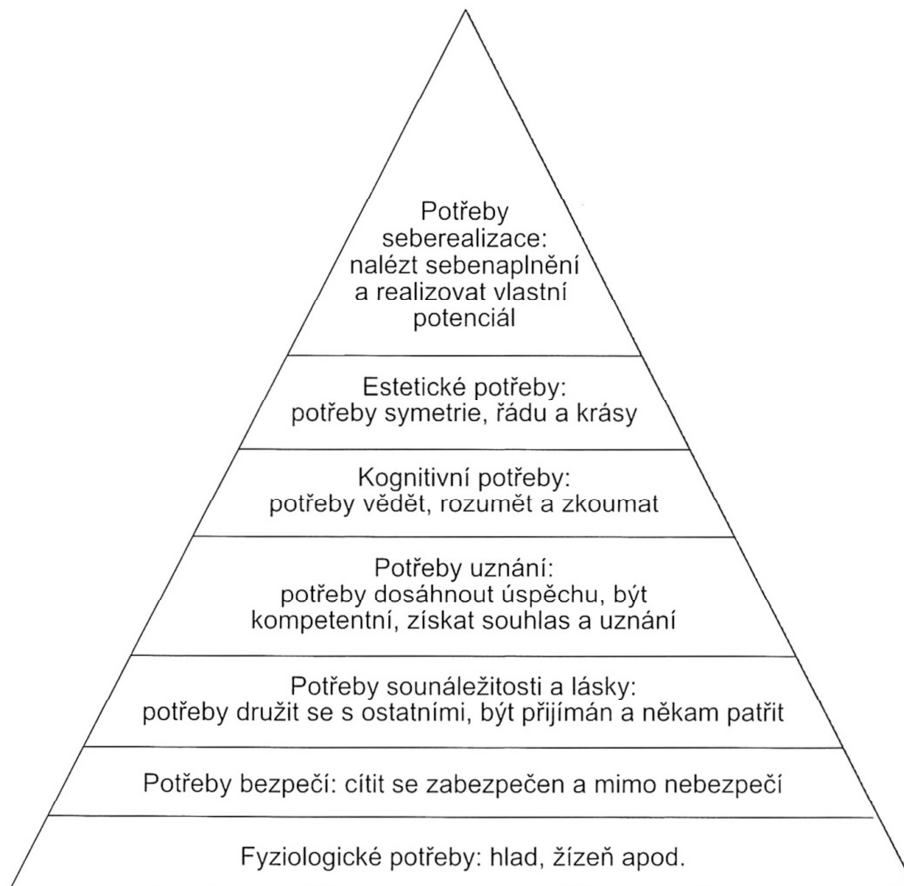 Potřeby
seberealizace:
nalézt sebenaplnění
a realizovat vlastní
potenciál
Estetické potřeby:
potřeby symetrie, řádu a krásy
Kognitivní potřeby:
potřeby vědět, rozumět a zkoumat
Potřeby uznání:
potřeby dosáhnout úspěchu, být
kompetentní, získat souhlas a uznání
Potřeby sounáležitosti a lásky:
potřeby družit se s ostatními, být přijímán a někam patřit
Potřeby bezpečí: cítit se zabezpečen a mimo nebezpečí
Fyziologické potřeby: hlad, žízeň apod.